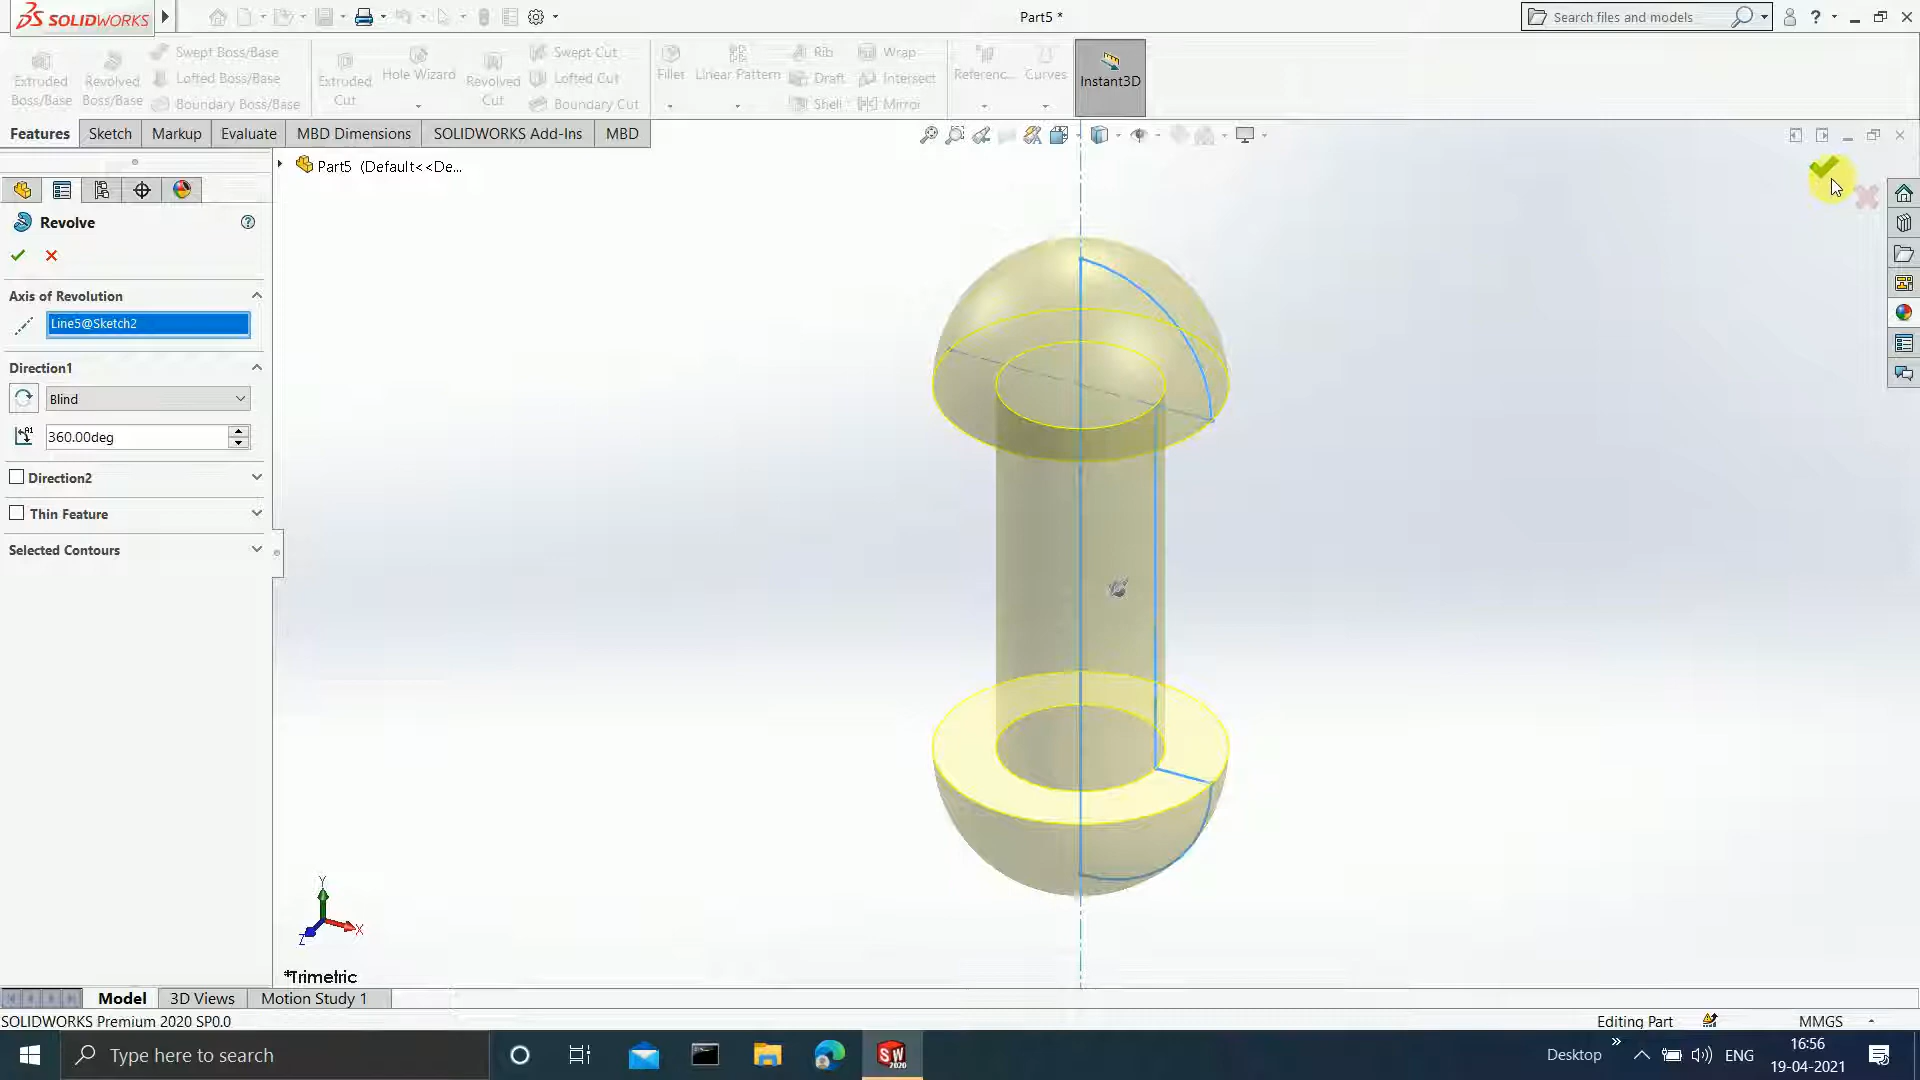 SOLIDWORKS
Part5 *
Search files and models
Extruded Boss/Base
Revolved Boss/Base
Swept Boss/Base
Lofted Boss/Base
Boundary Boss/Base
Extruded Cut
Hole Wizard
Revolved Cut
Swept Cut
Lofted Cut
Boundary Cut
Fillet
Linear Pattern
Rib
Draft
Shell
Wrap
Intersect
Mirror
Referenc...
Curves
Instant3D
Features
Sketch
Markup
Evaluate
MBD Dimensions
SOLIDWORKS Add-Ins
MBD
Part5 (Default<<De...
Revolve
Axis of Revolution
Line5@Sketch2
Direction1
Blind
360.00deg
Direction2
Thin Feature
Selected Contours
Y
X
Z
*Trimetric
Model
3D Views
Motion Study 1
SOLIDWORKS Premium 2020 SP0.0
Editing Part
MMGS
Type here to search
SW
2020
Desktop
ENG
16:56
19-04-2021